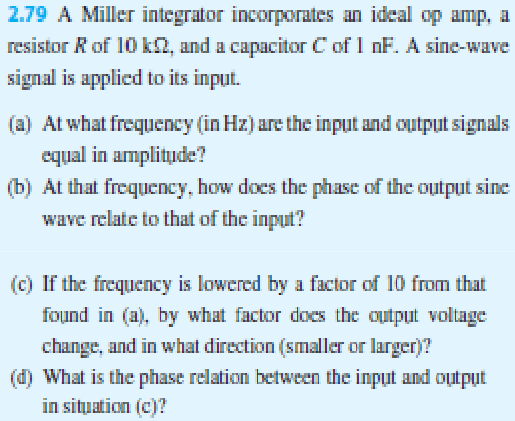 2.79 A Miller integrator incorporates an ideal op amp, a
resistor R of 10 kΩ, and a capacitor C of 1 nF. A sine-wave
signal is applied to its input.
(a) At what frequency (in Hz) are the input and output signals
equal in amplitude?
(b) At that frequency, how does the phase of the output sine
wave relate to that of the input?
(c) If the frequency is lowered by a factor of 10 from that
found in (a), by what factor does the output voltage
change, and in what direction (smaller or larger)?
(d) What is the phase relation between the input and output
in situation (c)?